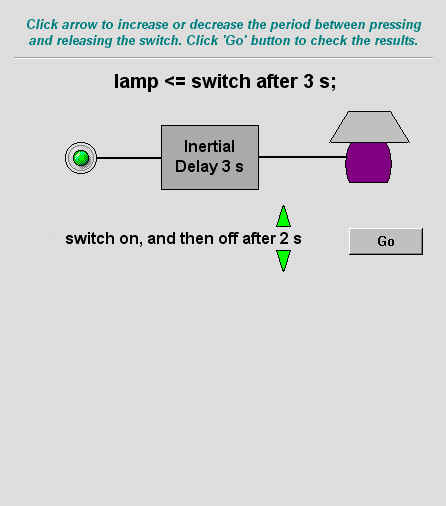 Click arrow to increase or decrease the period between pressing
and releasing the switch. Click 'Go' button to check the results.
lamp <= switch after 3 s;
Inertial
Delay 3 s
switch on, and then off after 2 s
Go